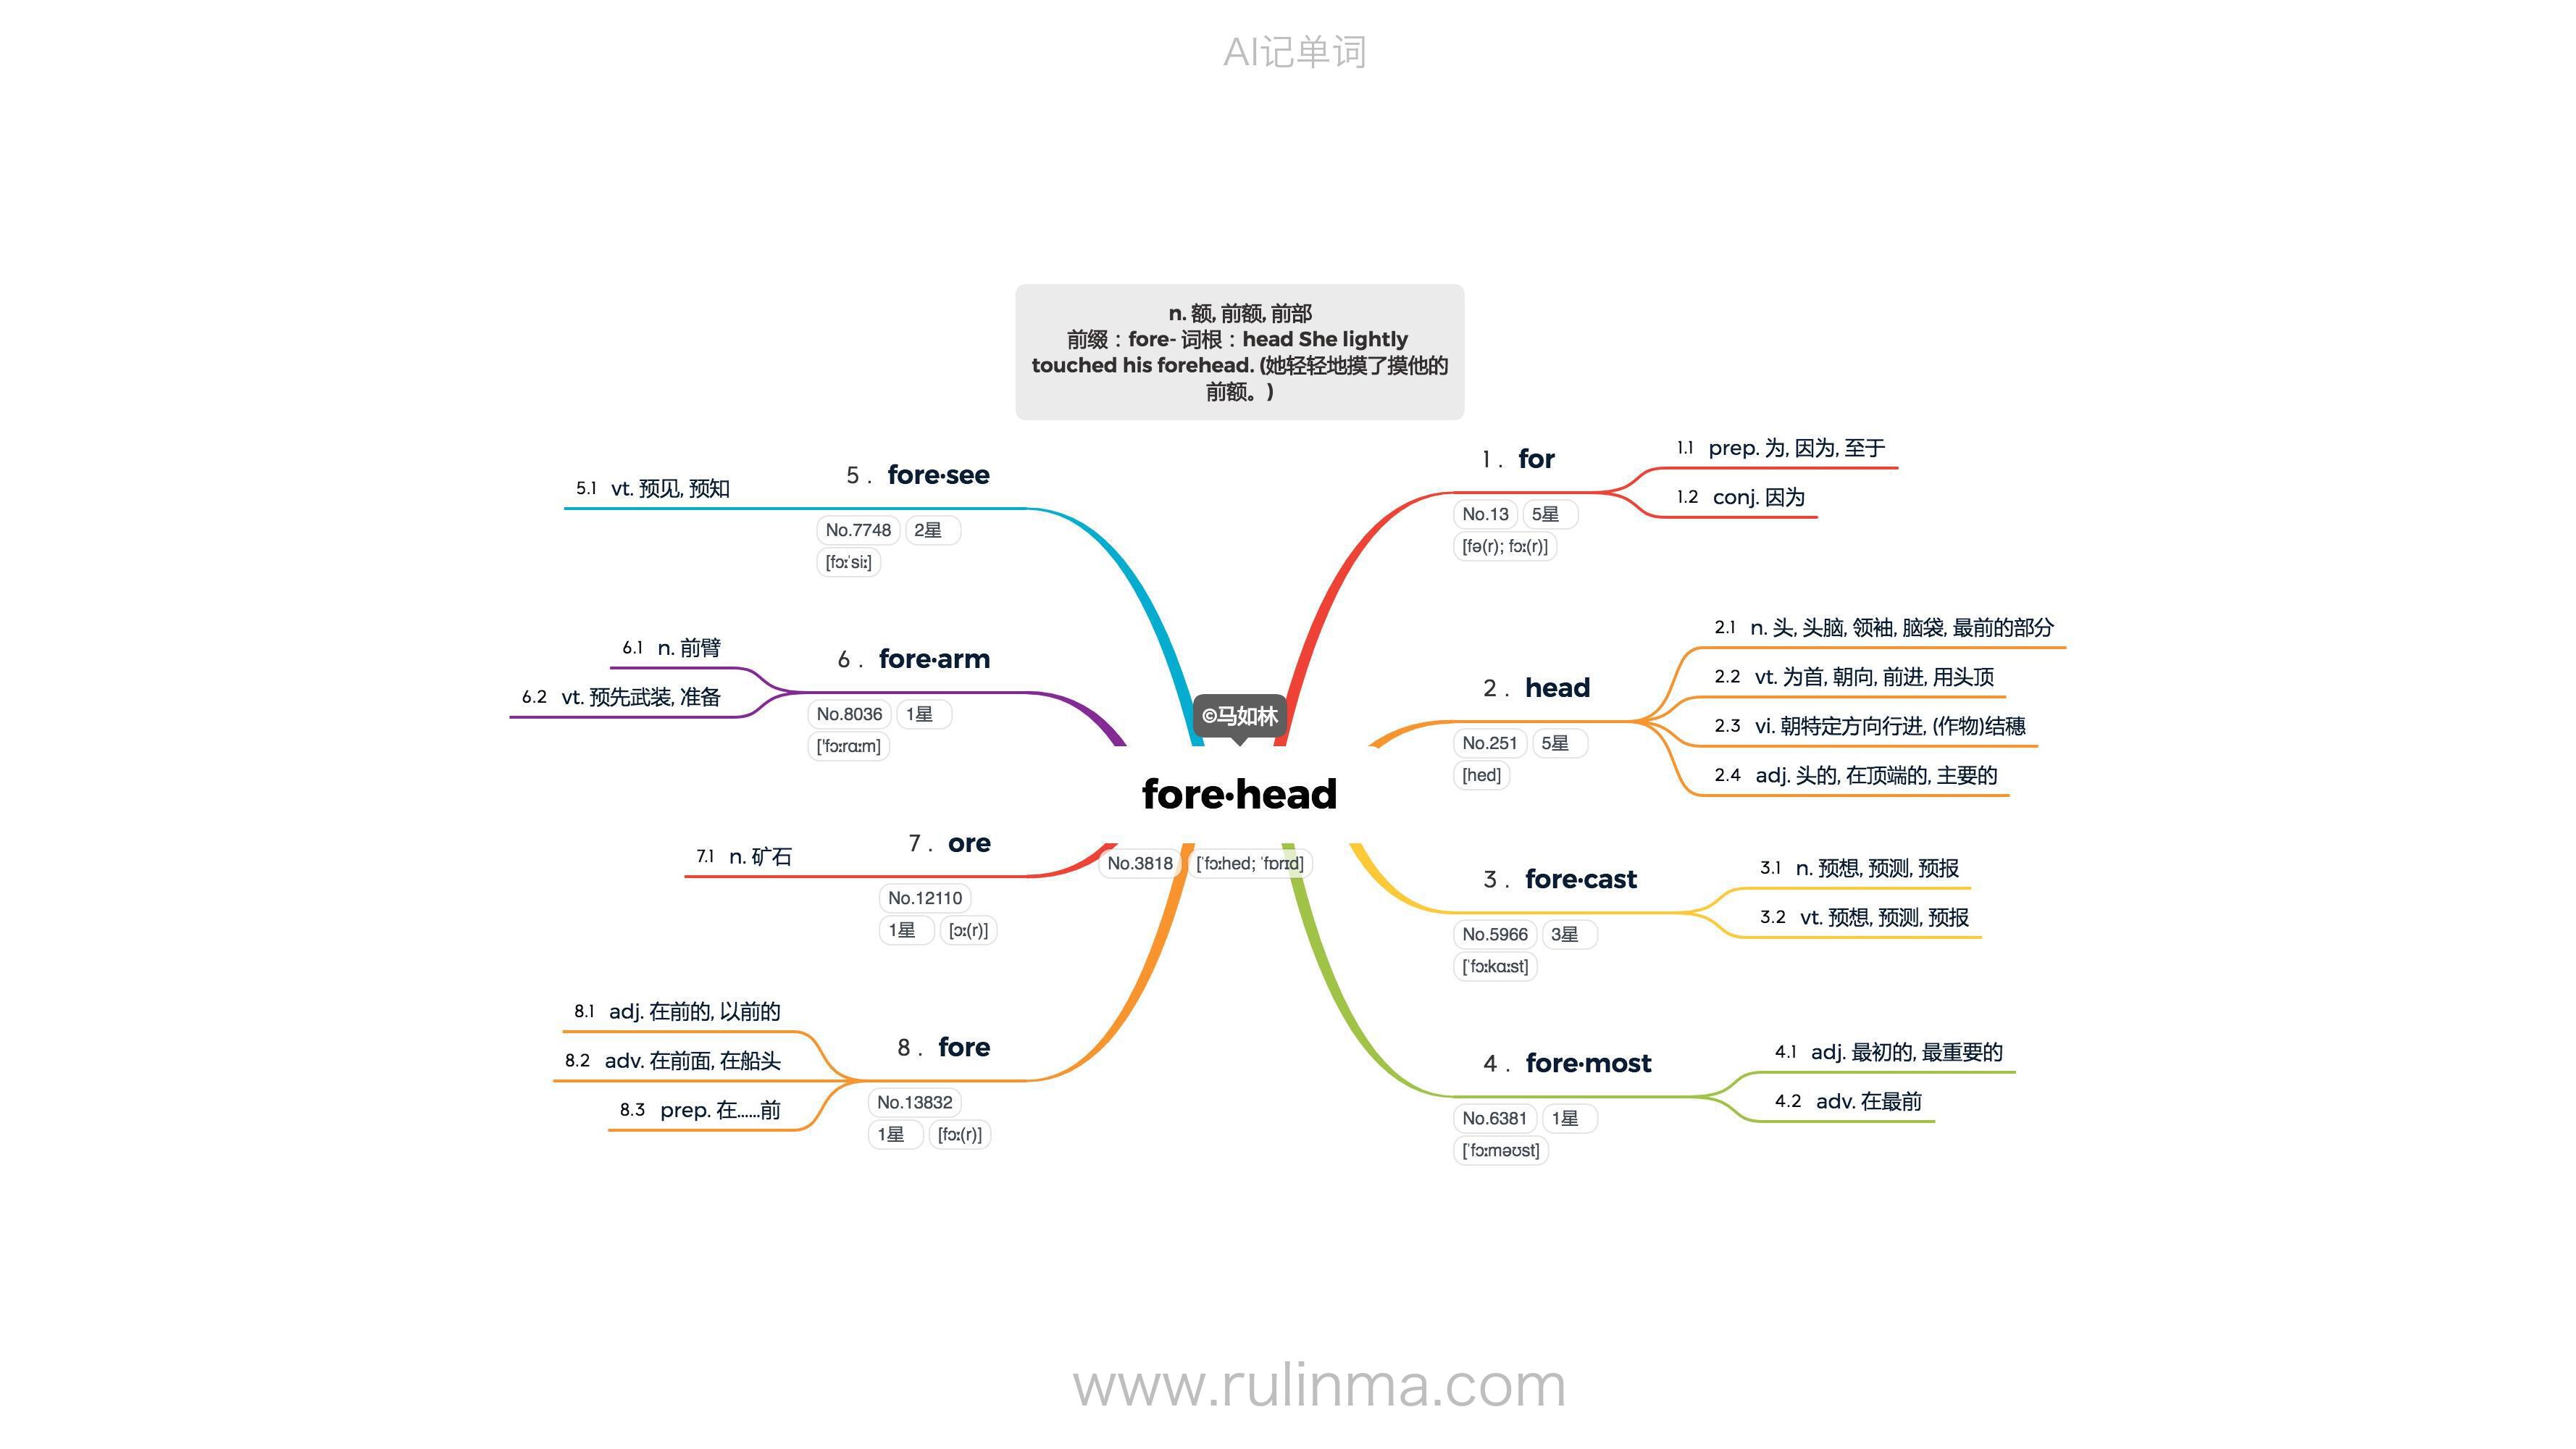 AI记单词
n. 额, 前额, 前部
前缀：fore- 词根：head She lightly
touched his forehead. (她轻轻地摸了摸他的
前额。)
©马如林
fore·head
No.3818 [ˈfɔːhed; ˈfɒrɪd]
1 . for
No.13 5星
[fə(r); fɔː(r)]
1.1 prep. 为, 因为, 至于
1.2 conj. 因为
2 . head
No.251 5星
[hed]
2.1 n. 头, 头脑, 领袖, 脑袋, 最前的部分
2.2 vt. 为首, 朝向, 前进, 用头顶
2.3 vi. 朝特定方向行进, (作物)结穗
2.4 adj. 头的, 在顶端的, 主要的
3 . fore·cast
No.5966 3星
[ˈfɔːkɑːst]
3.1 n. 预想, 预测, 预报
3.2 vt. 预想, 预测, 预报
4 . fore·most
No.6381 1星
[ˈfɔːməʊst]
4.1 adj. 最初的, 最重要的
4.2 adv. 在最前
5 . fore·see
No.7748 2星
[fɔːˈsiː]
5.1 vt. 预见, 预知
6 . fore·arm
No.8036 1星
['fɔːrɑːm]
6.1 n. 前臂
6.2 vt. 预先武装, 准备
7 . ore
No.12110
1星 [ɔː(r)]
7.1 n. 矿石
8 . fore
No.13832
1星 [fɔː(r)]
8.1 adj. 在前的, 以前的
8.2 adv. 在前面, 在船头
8.3 prep. 在……前
www.rulinma.com